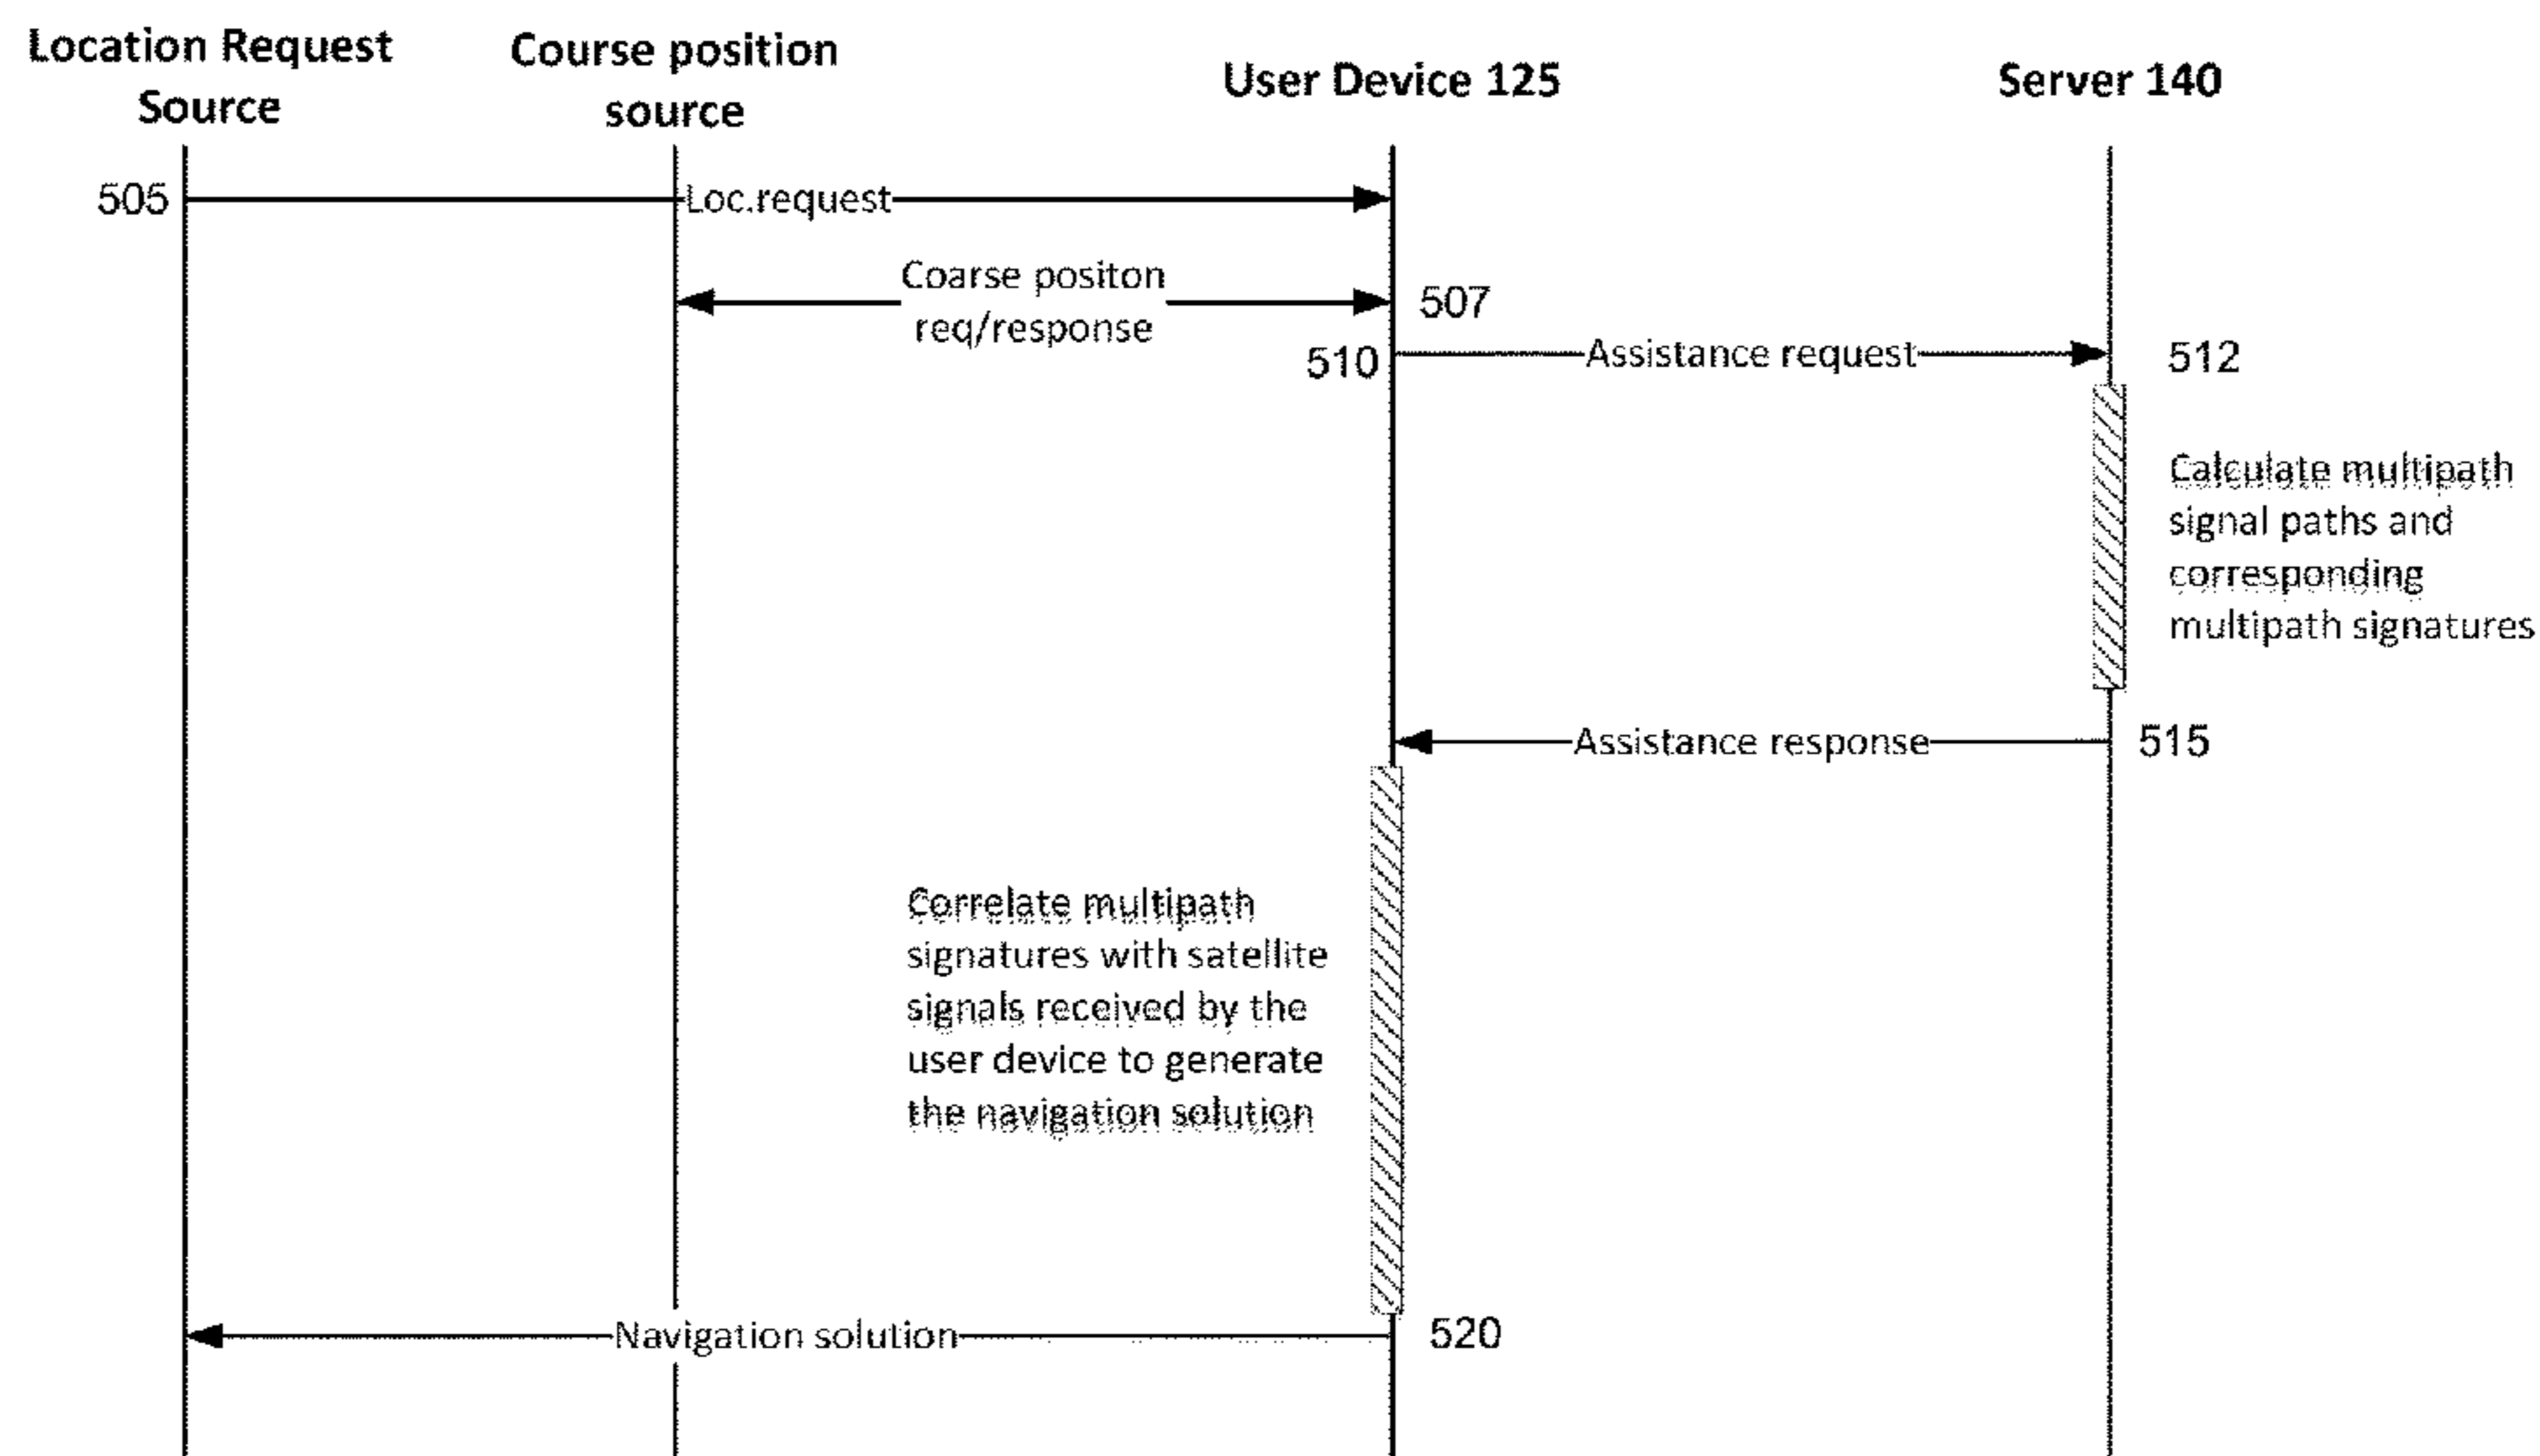 Location Request
Source
Course position
source
User Device 125
Server 140
505
Loc.request
Coarse positon
req/response
507
510
Assistance request
512
Calculate multipath
signal paths and
corresponding
multipath signatures
Assistance response
515
Correlate multipath
signatures with satellite
signals received by the
user device to generate
the navigation solution
Navigation solution
520